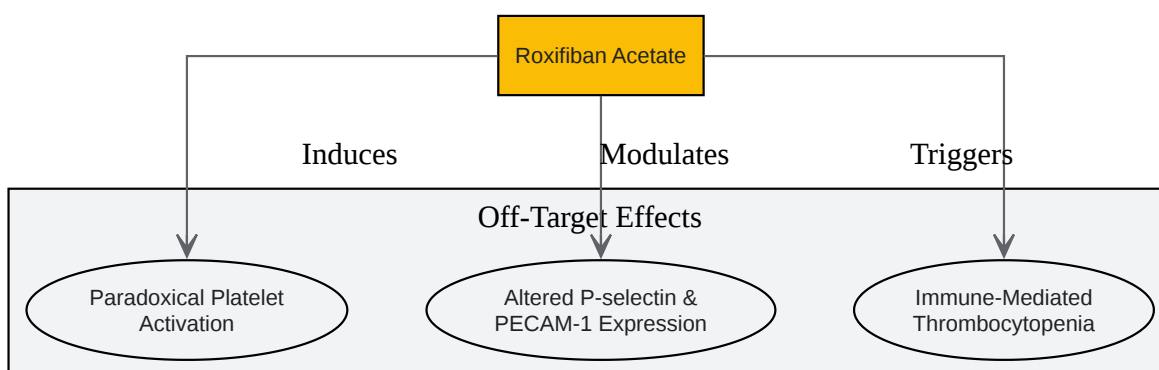 Roxifiban Acetate
Induces
Modulates
Triggers
Off-Target Effects
Paradoxical Platelet
Activation
Altered P-selectin &
PECAM-1 Expression
Immune-Mediated
Thrombocytopenia